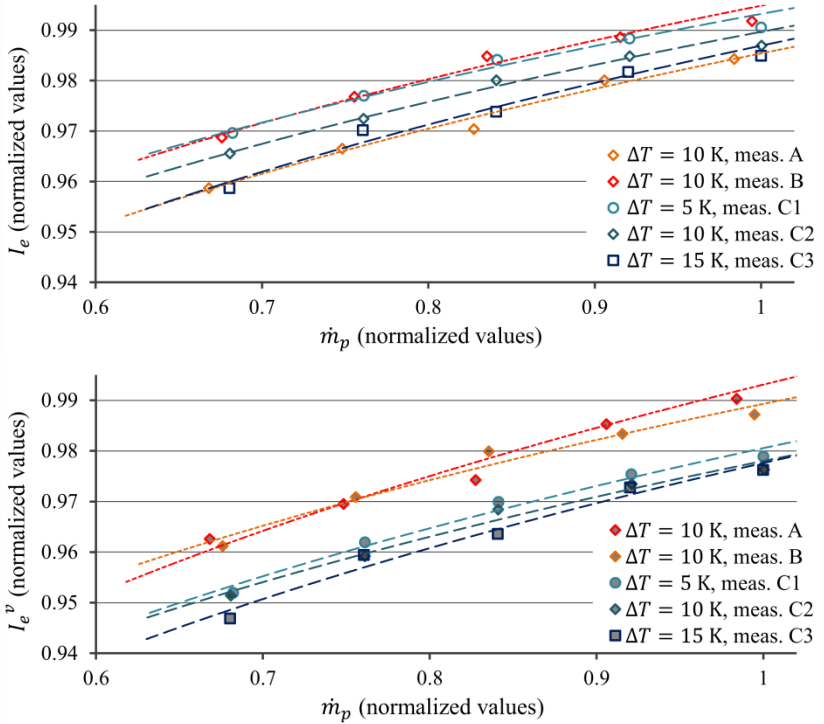 0.99
0.98
0.97
0.96
0.95
0.94
I_e (normalized values)
ΔT = 10 K, meas. A
ΔT = 10 K, meas. B
ΔT = 5 K, meas. C1
ΔT = 10 K, meas. C2
ΔT = 15 K, meas. C3
0.6 0.7 0.8 0.9 1
ṁ_p (normalized values)
0.99
0.98
0.97
0.96
0.95
0.94
I_e^v (normalized values)
ΔT = 10 K, meas. A
ΔT = 10 K, meas. B
ΔT = 5 K, meas. C1
ΔT = 10 K, meas. C2
ΔT = 15 K, meas. C3
0.6 0.7 0.8 0.9 1
ṁ_p (normalized values)